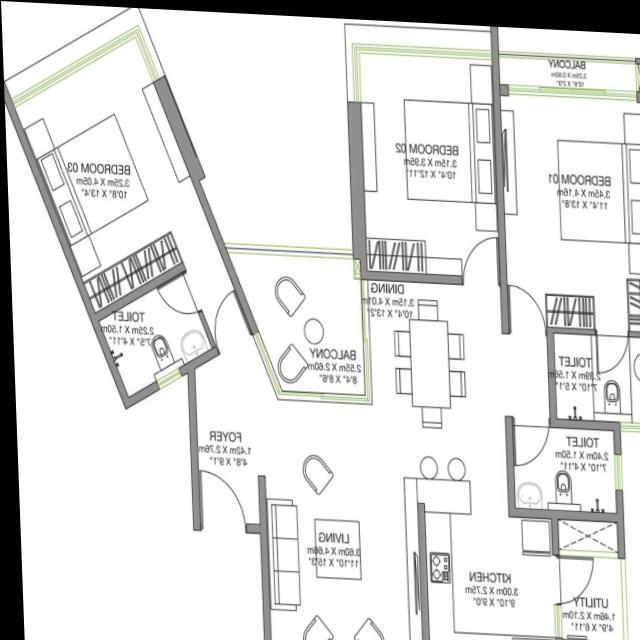 BALCONY
3.25m X 0.60m
10'8" X 2'0"
BEDROOM 03
3.25m X 4.05m
10'8" X 13'4"
BEDROOM 02
3.15m X 3.95m
10'4" X 12'11"
BEDROOM 01
3.45m X 4.16m
11'4" X 13'8"
DINING
3.15m X 4.01m
10'4" X 13'2"
TOILET
2.25m X 1.50m
7'5" X 4'11"
BALCONY
2.55m X 2.60m
8'4" X 8'6"
TOILET
2.39m X 1.56m
7'10" X 5'1"
FOYER
1.42m X 2.76m
4'8" X 9'1"
TOILET
2.40m X 1.50m
7'10" X 4'11"
LIVING
3.60m X 4.66m
11'10" X 15'3"
KITCHEN
3.00m X 2.75m
9'10" X 9'0"
UTILITY
1.46m X 2.10m
4'9" X 6'11"